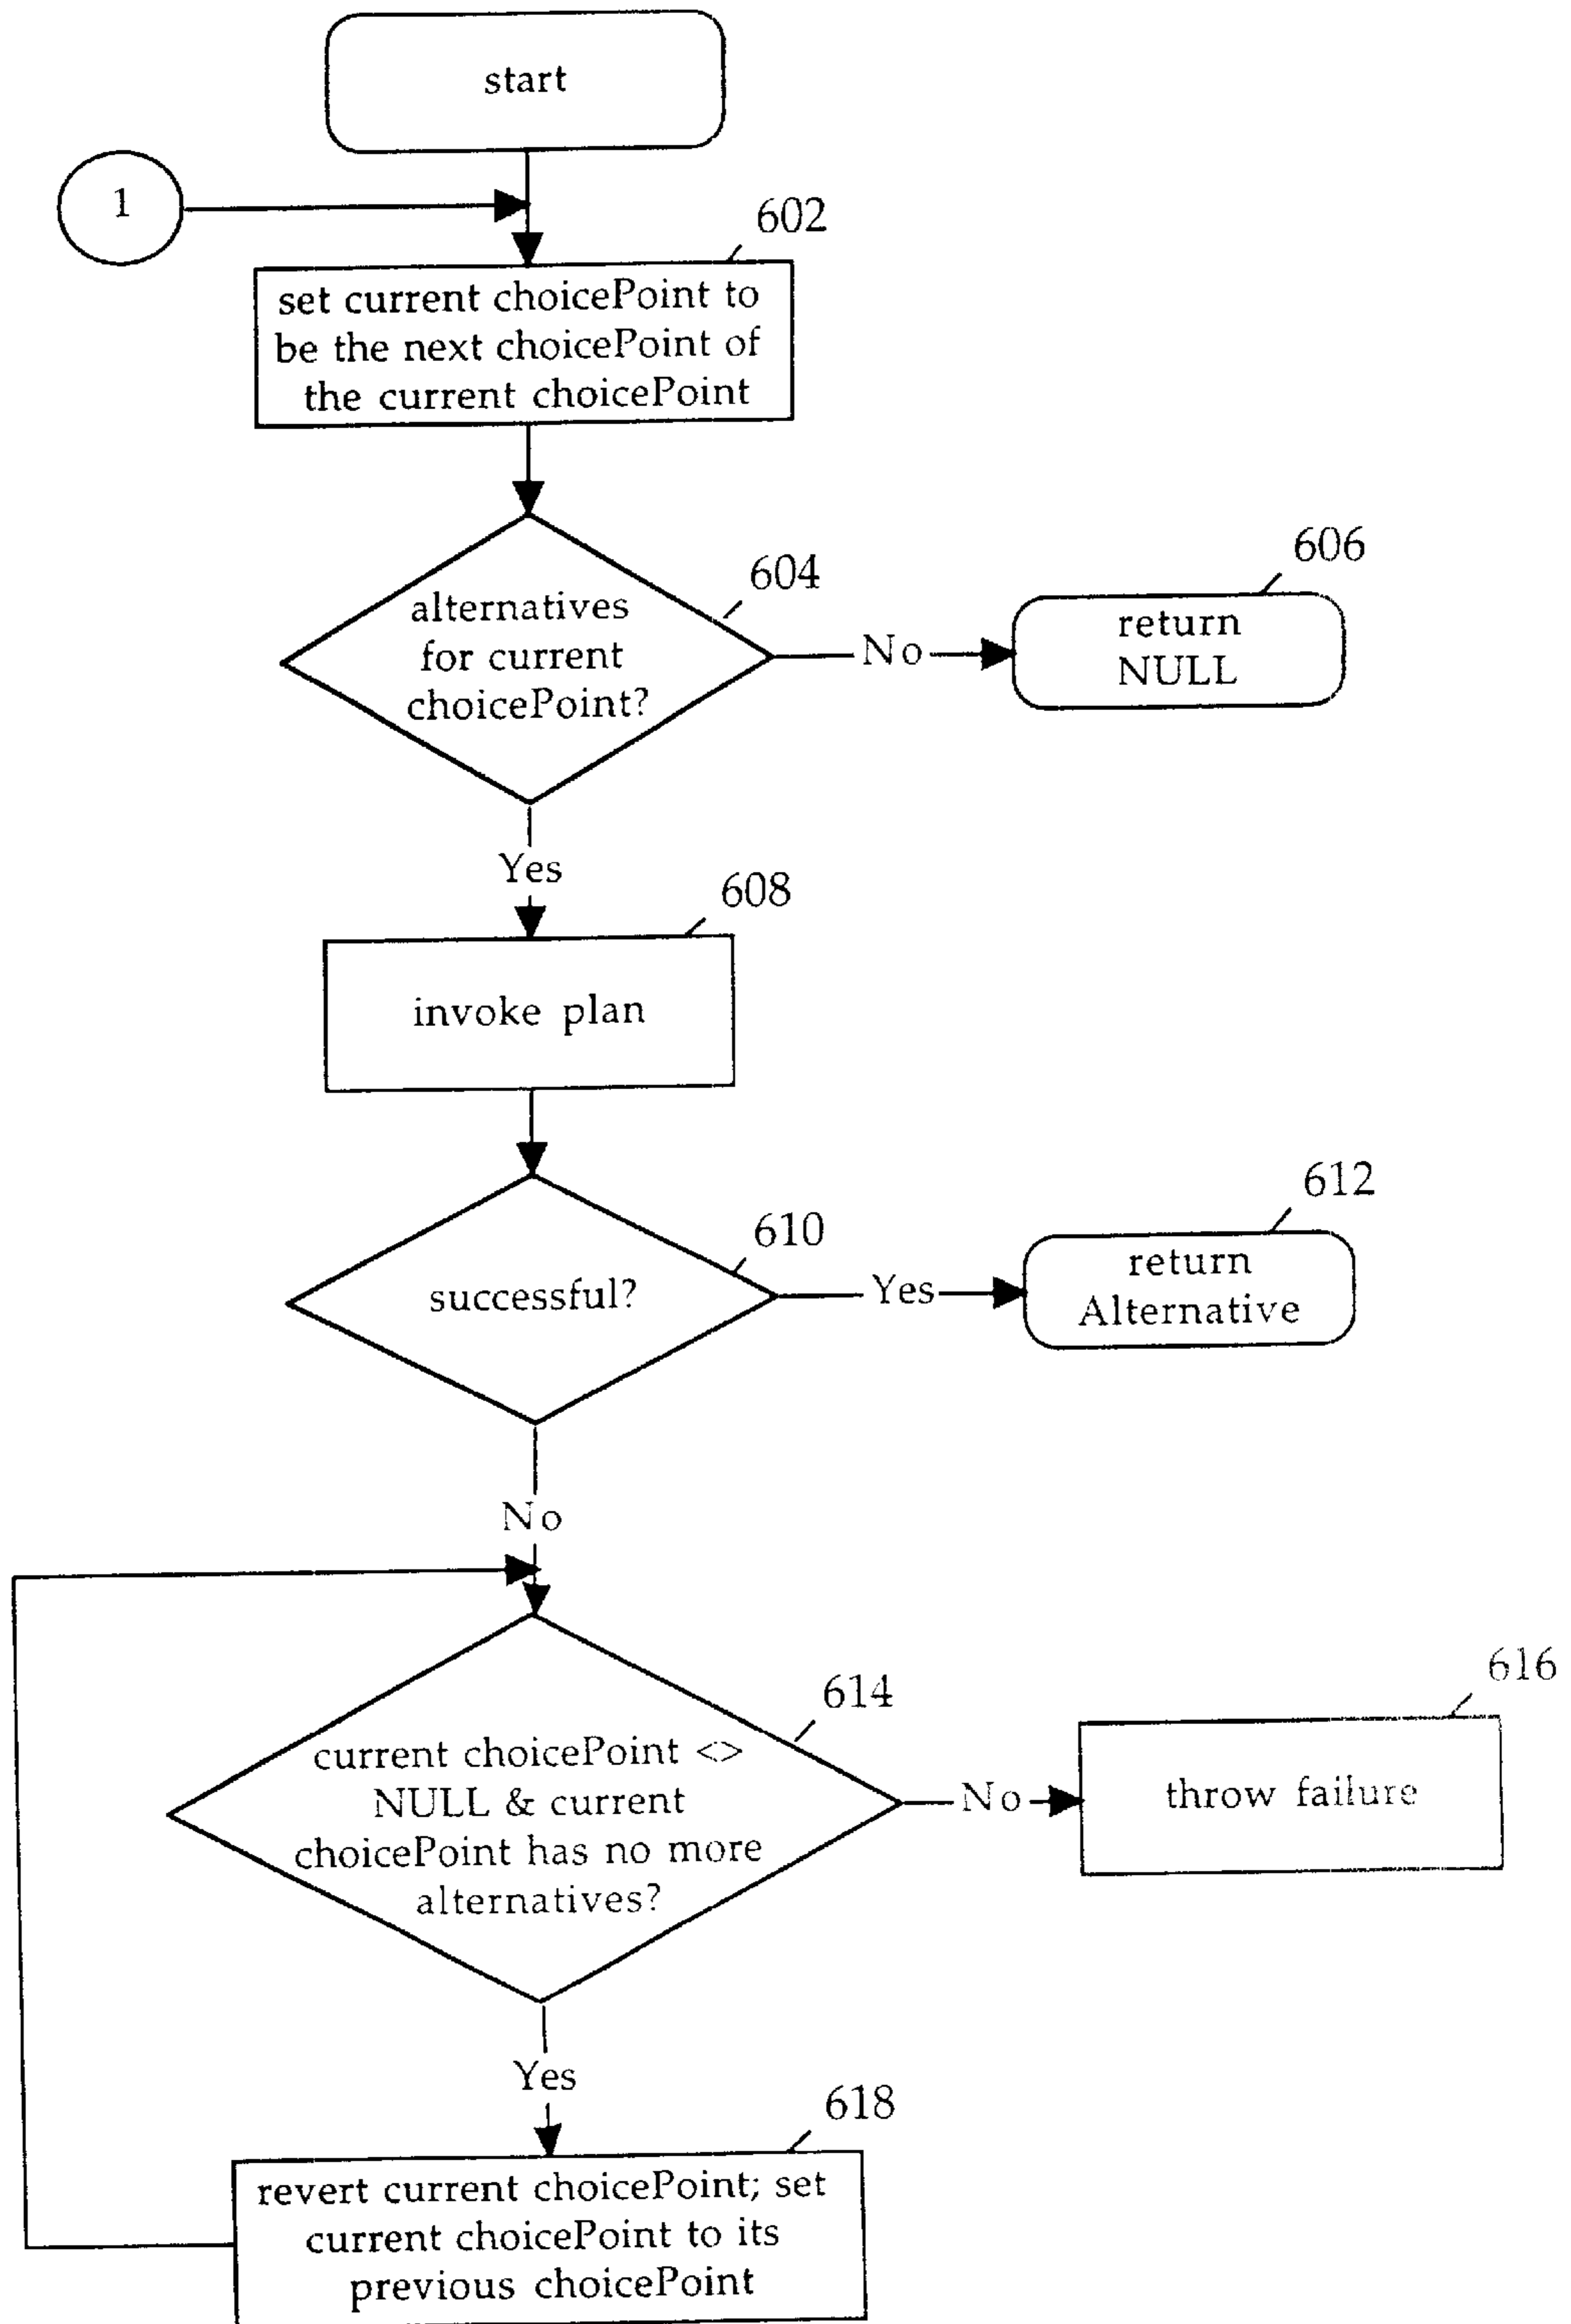 start
1
602
set current choicePoint to
be the next choicePoint of
the current choicePoint
604
alternatives
for current
choicePoint?
No
606
return
NULL
Yes
608
invoke plan
610
successful?
Yes
612
return
Alternative
No
614
current choicePoint <>
NULL & current
choicePoint has no more
alternatives?
No
616
throw failure
Yes
618
revert current choicePoint; set
current choicePoint to its
previous choicePoint